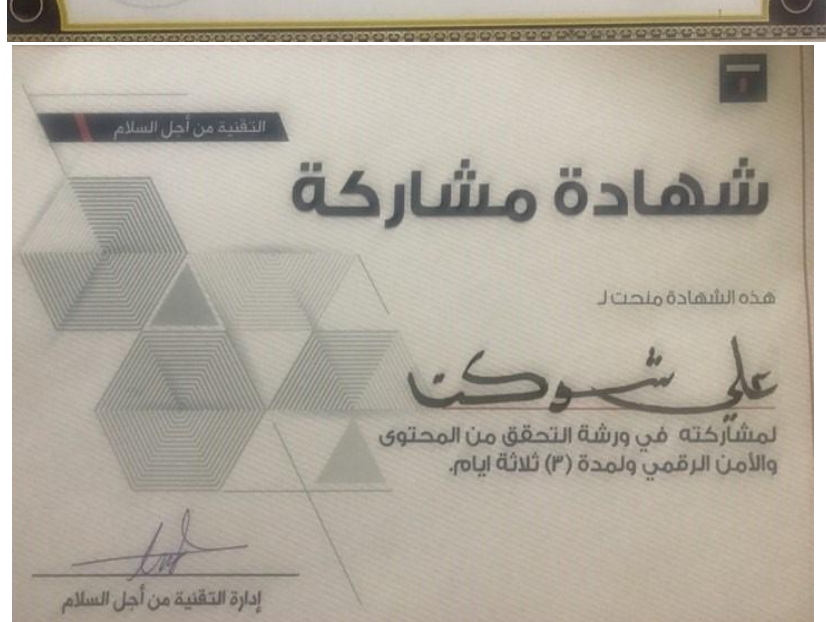 التقنية من أجل السلام
شهادة مشاركة
هذه الشهادة منحت لـ
علي شوكت
لمشاركته في ورشة التحقق من المحتوى
والأمن الرقمي ولمدة (٣) ثلاثة ايام.
إدارة التقنية من أجل السلام